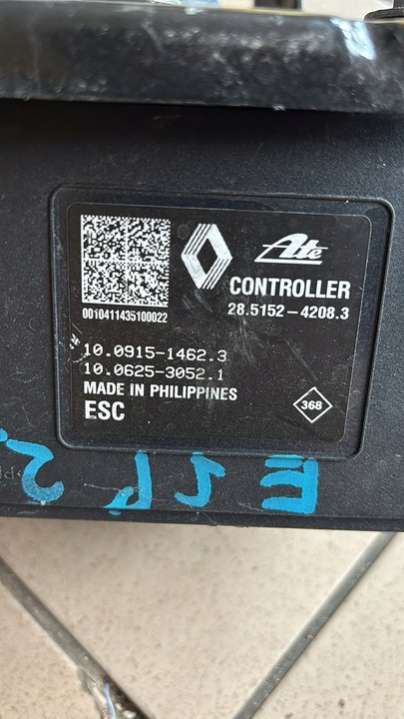 Ate
CONTROLLER
28.5152-4208.3
0010411435100022
10.0915-1462.3
10.0625-3052.1
MADE IN PHILIPPINES
ESC
368